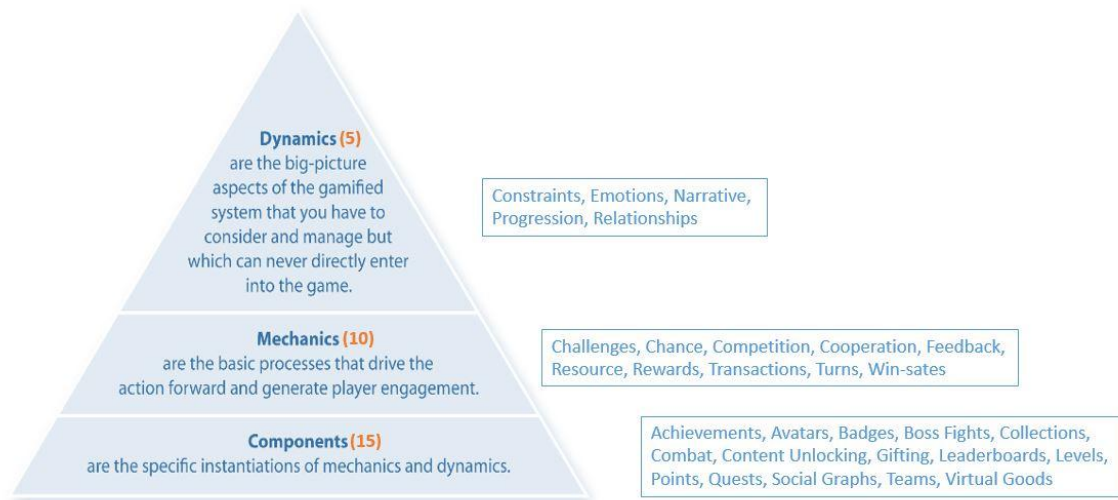 Dynamics (5)
are the big-picture
aspects of the gamified
system that you have to
consider and manage but
which can never directly enter
into the game.
Constraints, Emotions, Narrative,
Progression, Relationships
Mechanics (10)
are the basic processes that drive the
action forward and generate player engagement.
Challenges, Chance, Competition, Cooperation, Feedback,
Resource, Rewards, Transactions, Turns, Win-sates
Components (15)
are the specific instantiations of mechanics and dynamics.
Achievements, Avatars, Badges, Boss Fights, Collections,
Combat, Content Unlocking, Gifting, Leaderboards, Levels,
Points, Quests, Social Graphs, Teams, Virtual Goods